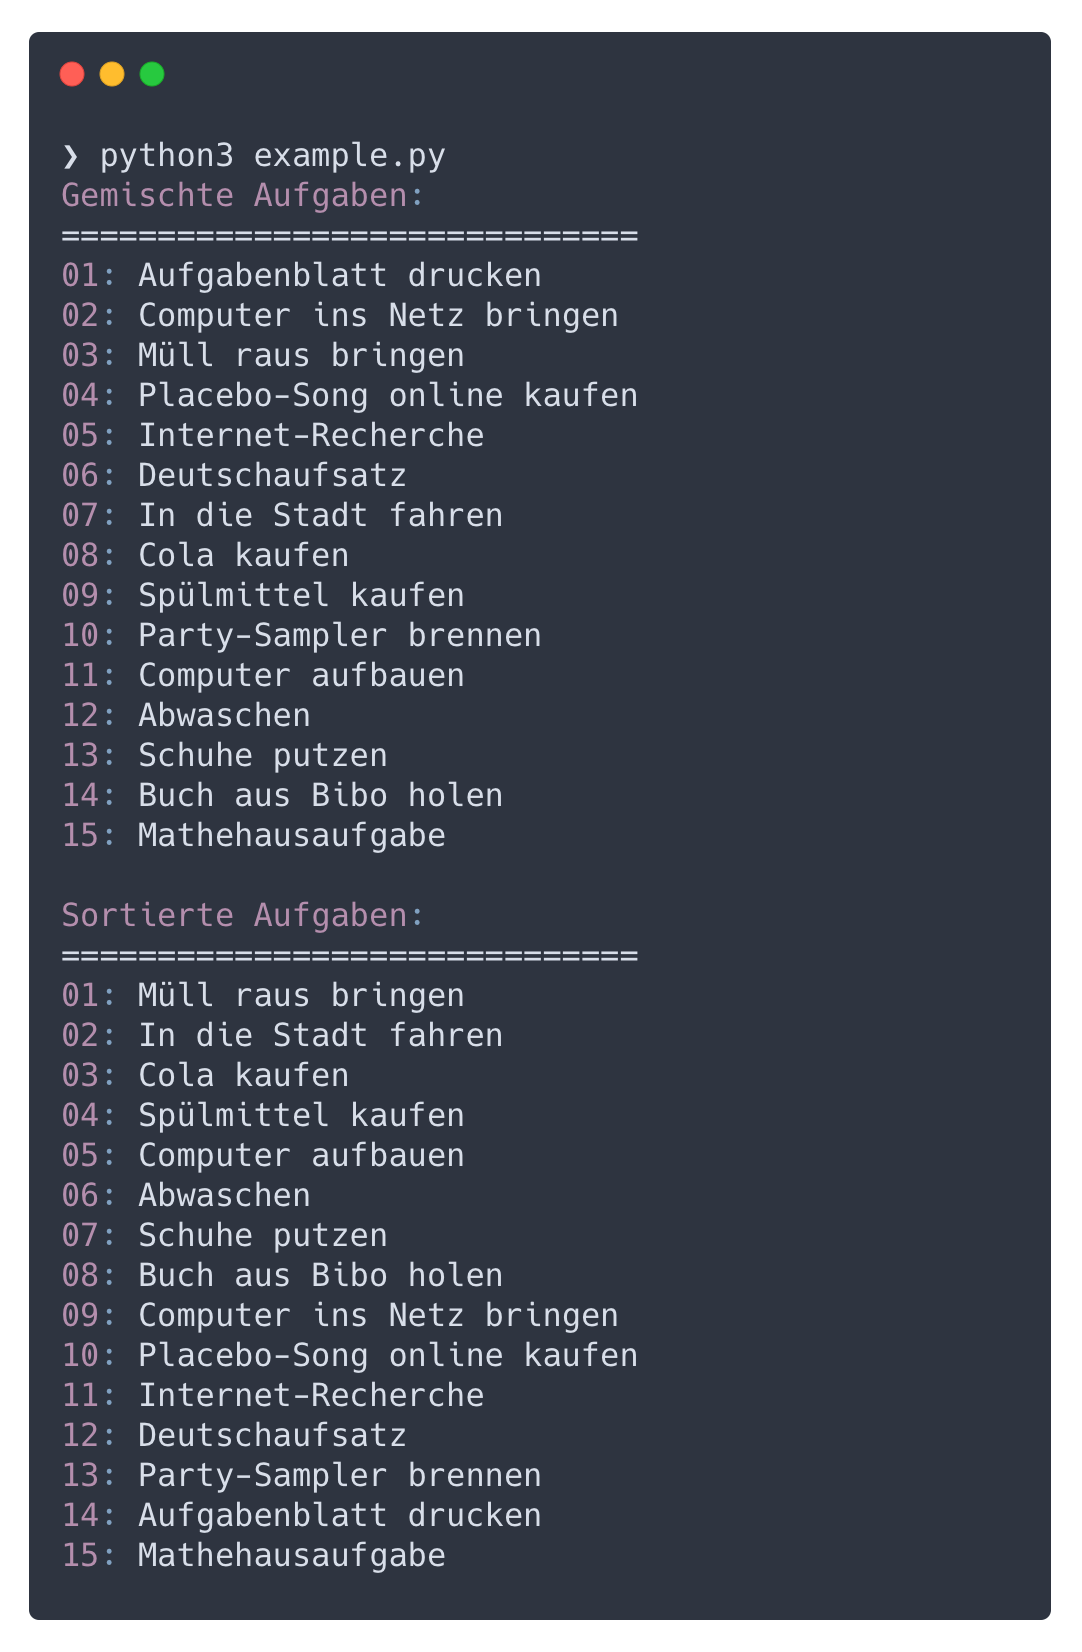 ❯ python3 example.py
Gemischte Aufgaben:
==============================
01: Aufgabenblatt drucken
02: Computer ins Netz bringen
03: Müll raus bringen
04: Placebo-Song online kaufen
05: Internet-Recherche
06: Deutschaufsatz
07: In die Stadt fahren
08: Cola kaufen
09: Spülmittel kaufen
10: Party-Sampler brennen
11: Computer aufbauen
12: Abwaschen
13: Schuhe putzen
14: Buch aus Bibo holen
15: Mathehausaufgabe

Sortierte Aufgaben:
==============================
01: Müll raus bringen
02: In die Stadt fahren
03: Cola kaufen
04: Spülmittel kaufen
05: Computer aufbauen
06: Abwaschen
07: Schuhe putzen
08: Buch aus Bibo holen
09: Computer ins Netz bringen
10: Placebo-Song online kaufen
11: Internet-Recherche
12: Deutschaufsatz
13: Party-Sampler brennen
14: Aufgabenblatt drucken
15: Mathehausaufgabe